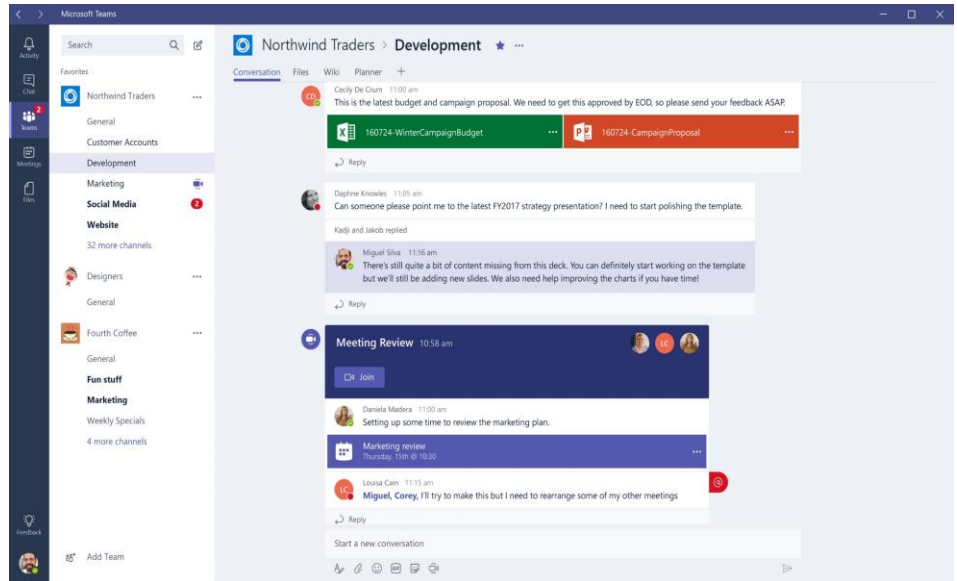 Microsoft Teams
Activity
Chat
2
Teams
Meetings
Files
Feedback
Search
Favorites
Northwind Traders
General
Customer Accounts
Development
Marketing
Social Media 2
Website
32 more channels
Designers
General
Fourth Coffee
General
Fun stuff
Marketing
Weekly Specials
4 more channels
Add Team
Northwind Traders > Development
Conversation Files Wiki Planner
Cecily De Crum 11:00 am
CD
This is the latest budget and campaign proposal. We need to get this approved by EOD, so please send your feedback ASAP.
160724-WinterCampaignBudget 160724-CampaignProposal
Reply
Daphne Knowles 11:05 am
Can someone please point me to the latest FY2017 strategy presentation? I need to start polishing the template.
Kadji and Jakob replied
Miguel Silva 11:16 am
There's still quite a bit of content missing from this deck. You can definitely start working on the template
but we'll still be adding new slides. We also need help improving the charts if you have time!
Reply
Meeting Review 10:58 am LC
Join
Daniela Madera 11:00 am
Setting up some time to review the marketing plan.
Marketing review
Thursday, 15th @ 10:30
Louisa Cain 11:15 am
LC
Miguel, Corey, I'll try to make this but I need to rearrange some of my other meetings
@
Reply
Start a new conversation
GIF